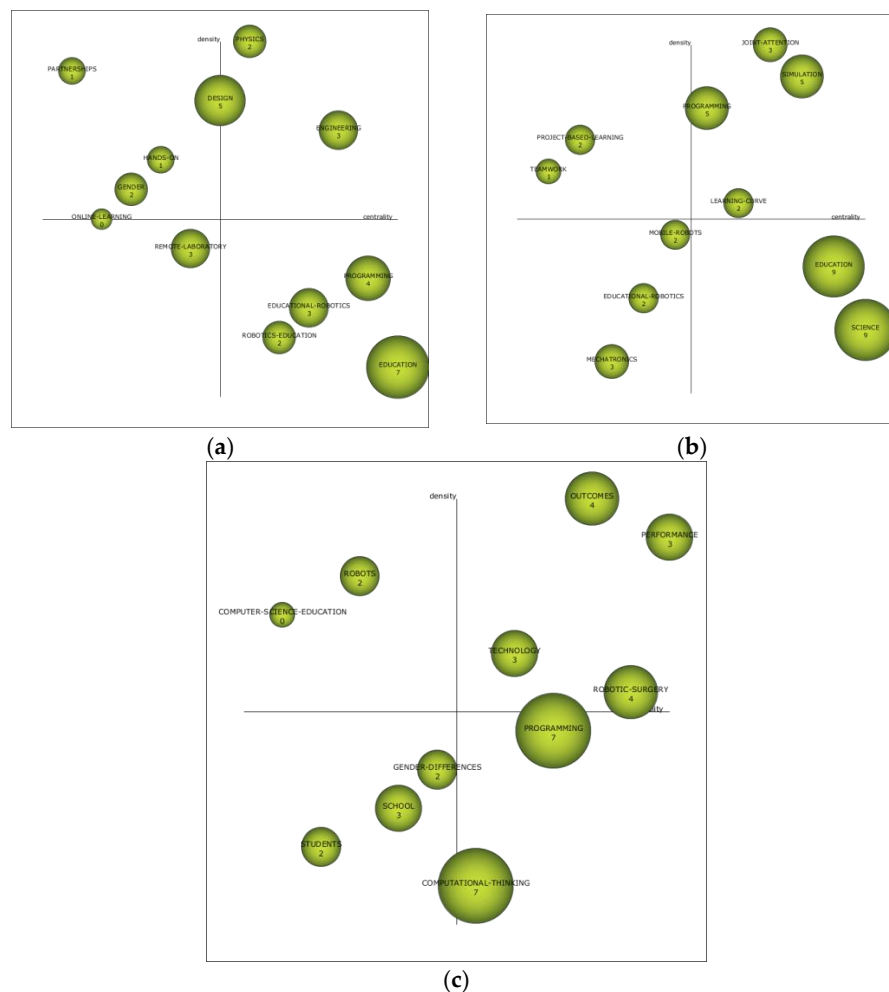 density
PHYSICS
2
PARTNERSHIPS
1
DESIGN
5
ENGINEERING
3
HANDS-ON
1
GENDER
2
ONLINE-LEARNING
0
centrality
REMOTE-LABORATORY
3
PROGRAMMING
4
EDUCATIONAL-ROBOTICS
3
ROBOTICS-EDUCATION
2
EDUCATION
7
(a)
density
JOINT-ATTENTION
3
SIMULATION
5
PROGRAMMING
5
PROJECT-BASED-LEARNING
2
TEAMWORK
1
LEARNING-CURVE
2
centrality
MOBILE-ROBOTS
2
EDUCATION
9
EDUCATIONAL-ROBOTICS
2
SCIENCE
9
MECHATRONICS
3
(b)
density
OUTCOMES
4
PERFORMANCE
3
ROBOTS
2
COMPUTER-SCIENCE-EDUCATION
0
TECHNOLOGY
3
ROBOTIC-SURGERY
4
lity
PROGRAMMING
7
GENDER-DIFFERENCES
2
SCHOOL
3
STUDENTS
2
COMPUTATIONAL-THINKING
7
(c)